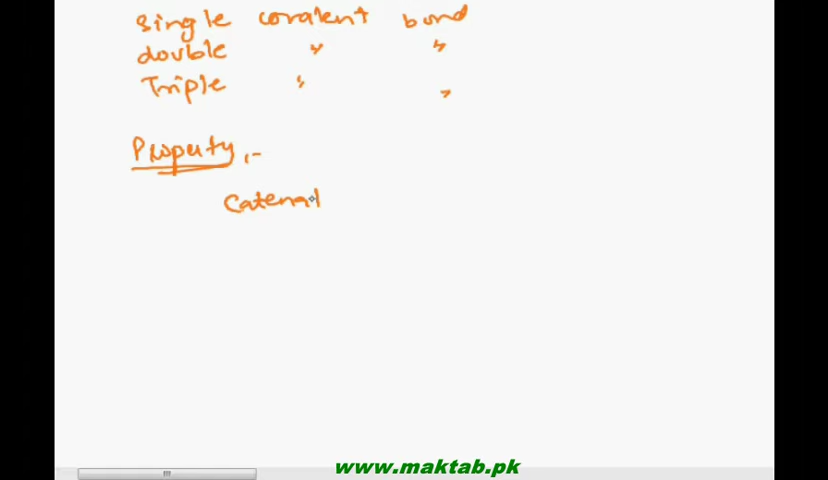 Single covalent bond
double " "
Triple " "
Property :-
Catenat
www.maktab.pk